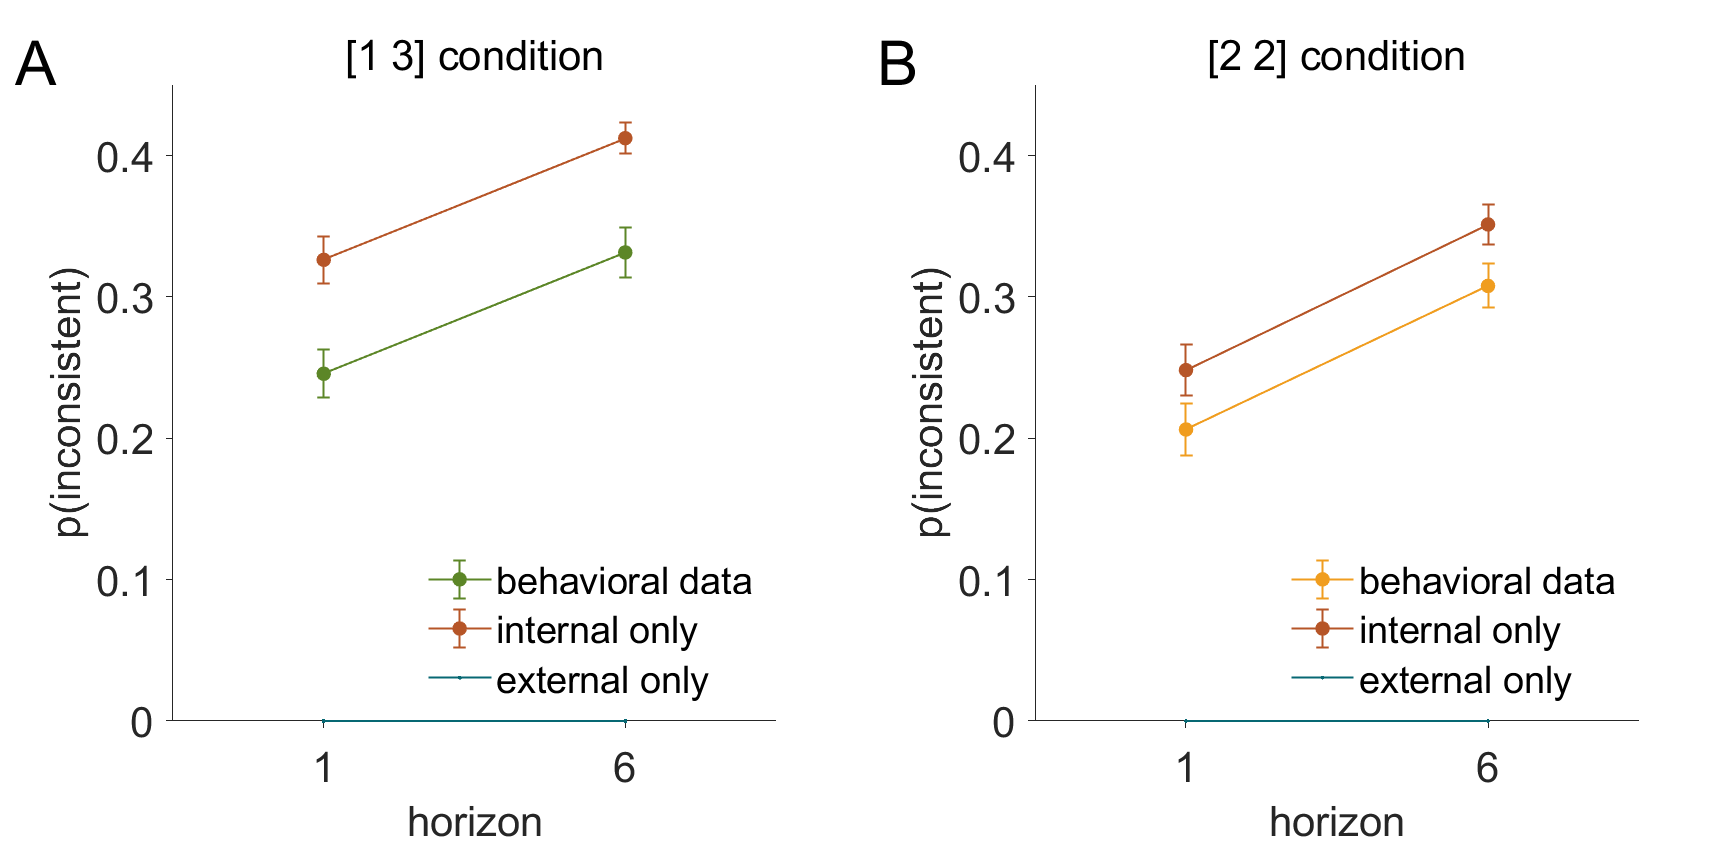 A
[1 3] condition
p(inconsistent)
0.4
0.3
0.2
0.1
0
behavioral data
internal only
external only
1
6
horizon
B
[2 2] condition
p(inconsistent)
0.4
0.3
0.2
0.1
0
behavioral data
internal only
external only
1
6
horizon